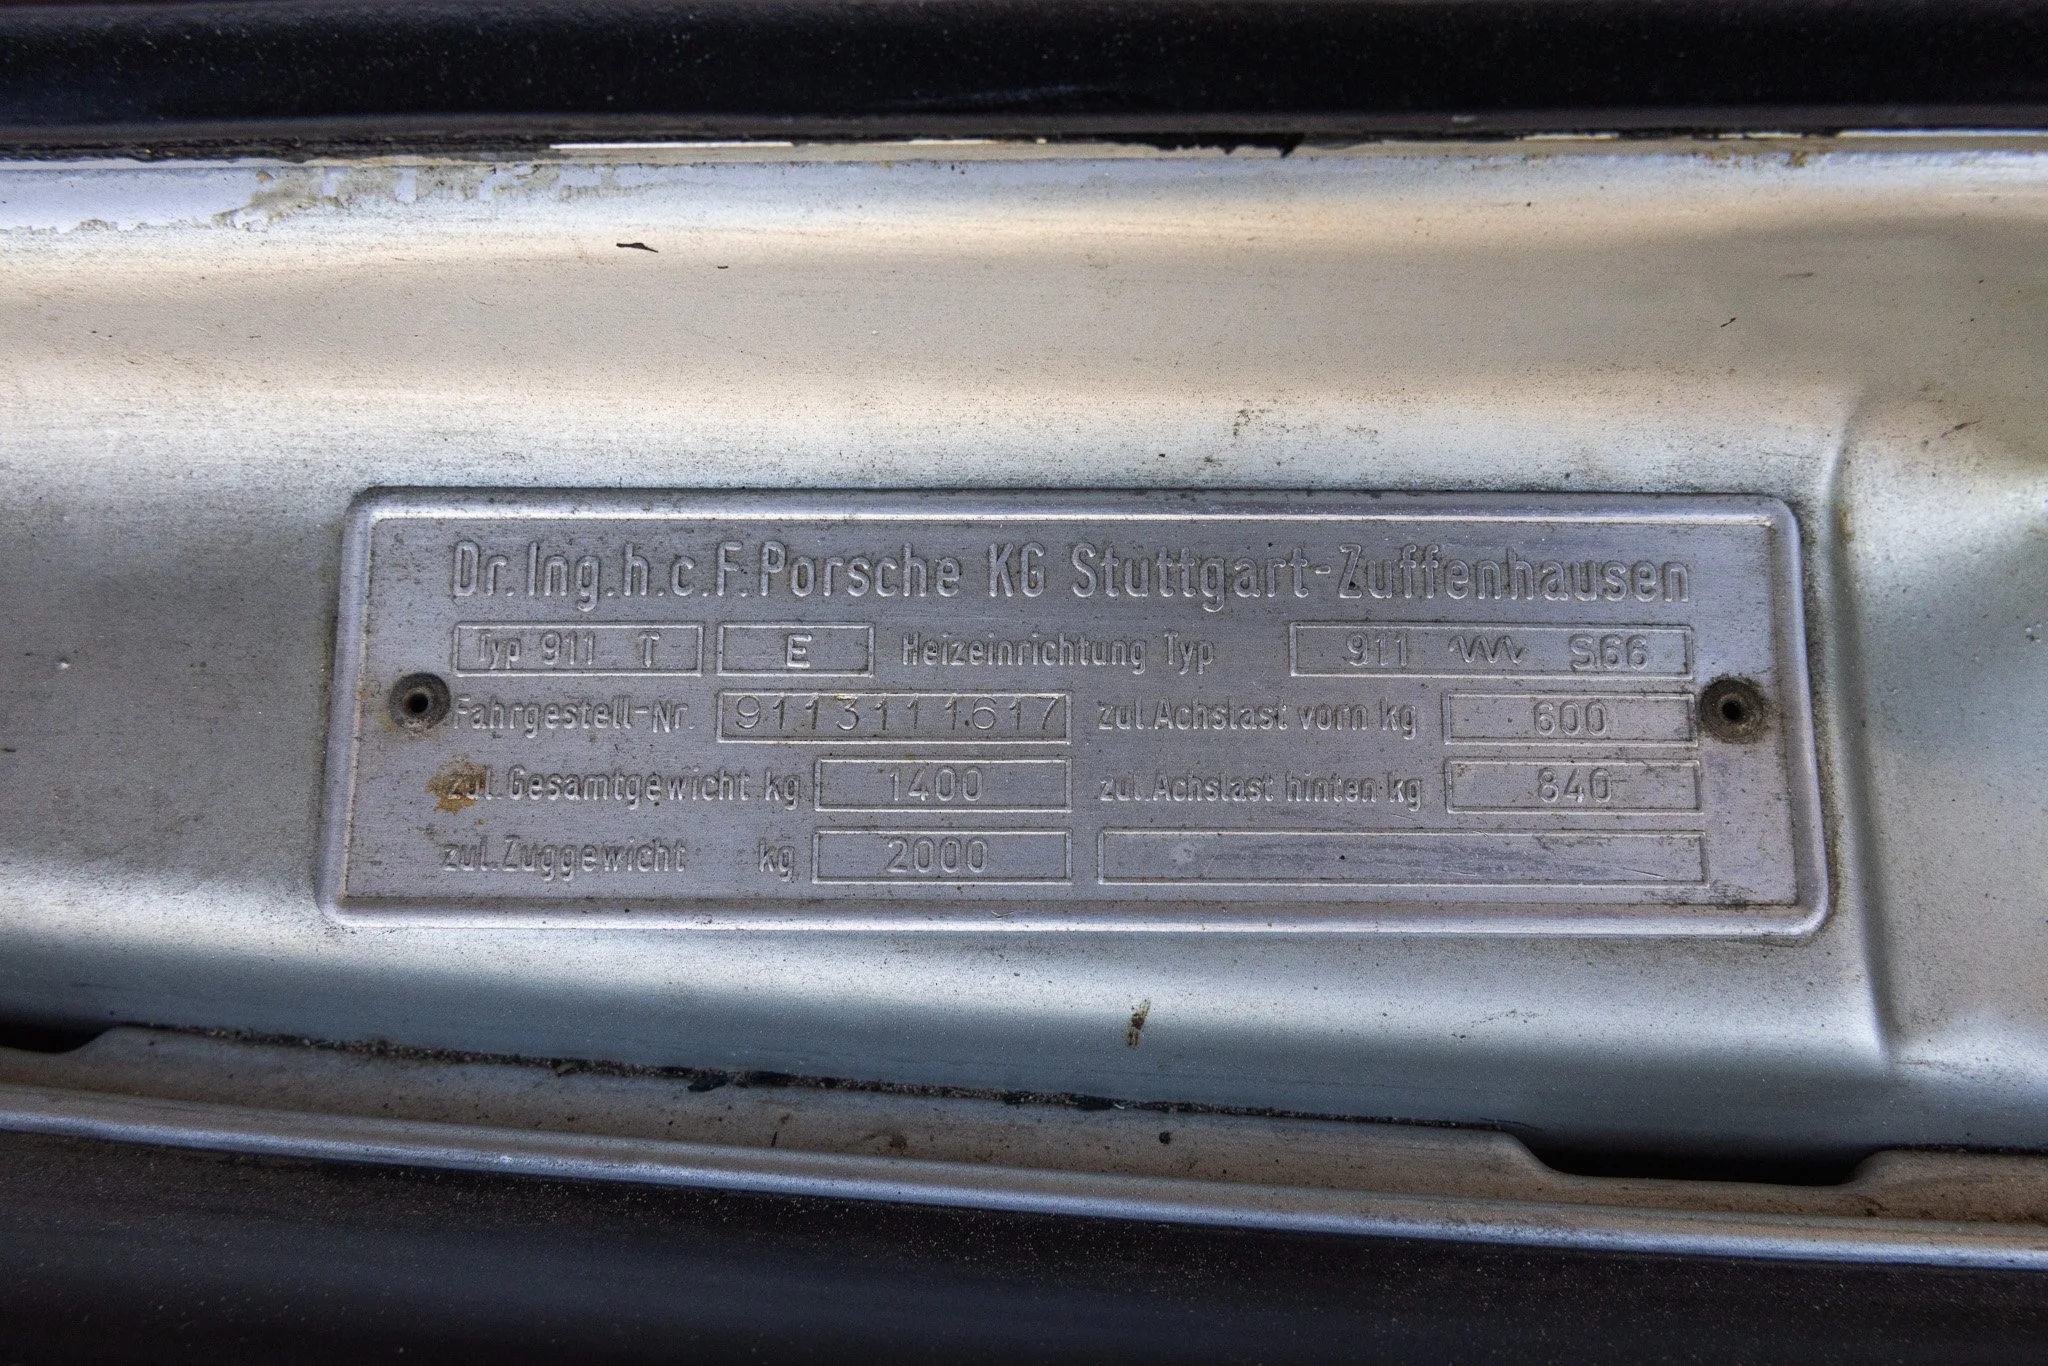 Dr.Ing.h.c.F.Porsche KG Stuttgart-Zuffenhausen
Typ 911 T E Heizeinrichtung Typ 911 S66
Fahrgestell-Nr. 9113111617 zul.Achslast vorn kg 600
zul.Gesamtgewicht kg 1400 zul.Achslast hinten kg 840
zul.Zuggewicht kg 2000